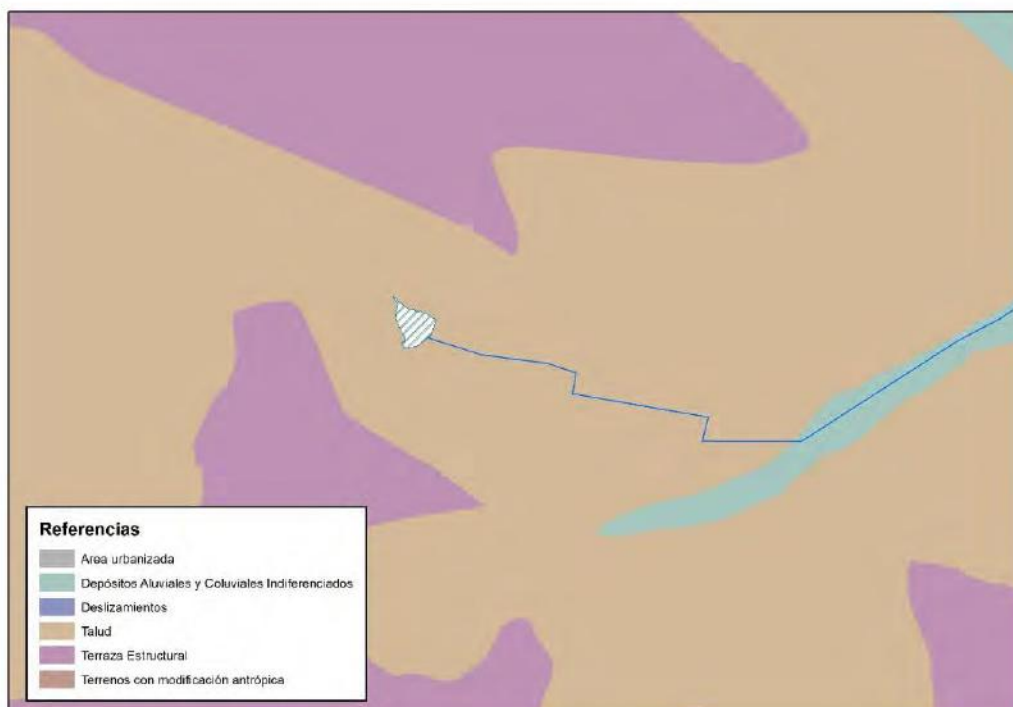 Referencias
Area urbanizada
Depósitos Aluviales y Coluviales Indiferenciados
Deslizamientos
Talud
Terraza Estructural
Terrenos con modificación antrópica